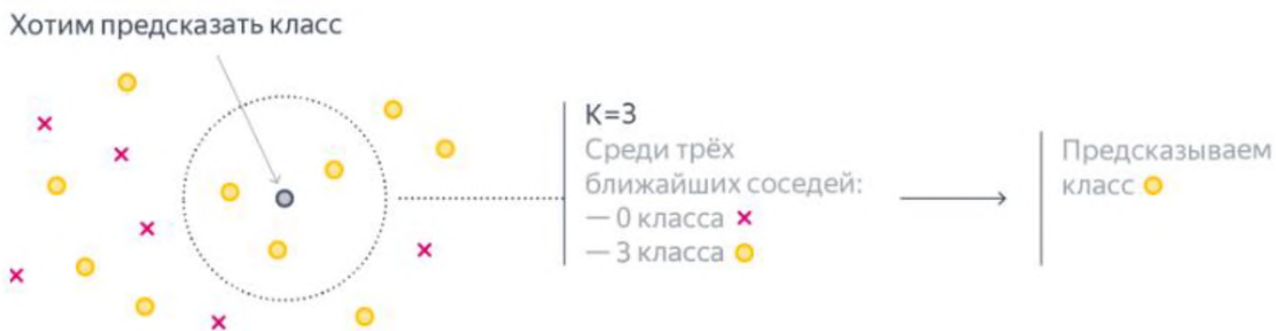 Хотим предсказать класс
К=3
Среди трёх
ближайших соседей:
— 0 класса ×
— 3 класса
Предсказываем
класс